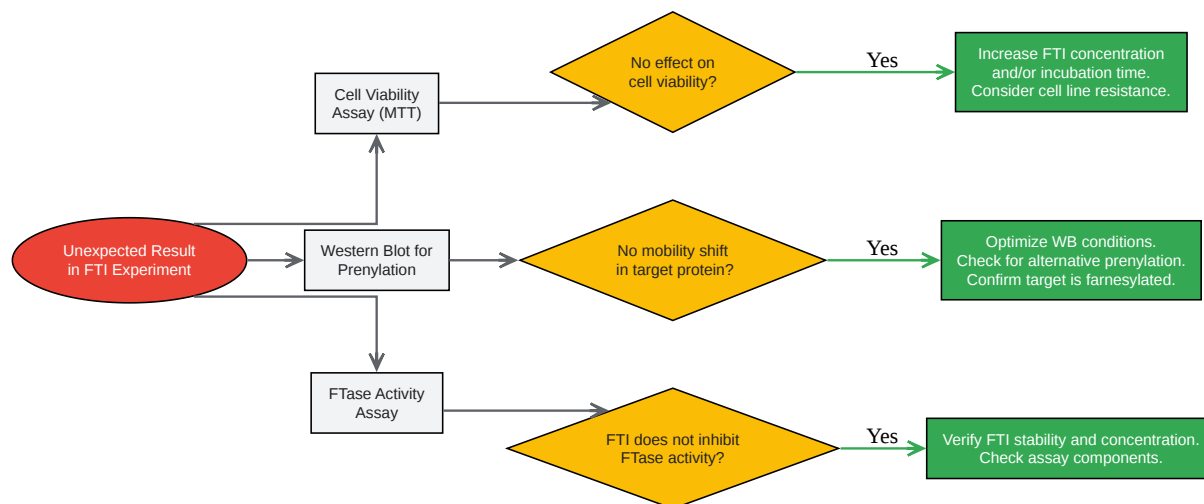 Unexpected Result
in FTI Experiment
Cell Viability
Assay (MTT)
No effect on
cell viability?
Yes
Increase FTI concentration
and/or incubation time.
Consider cell line resistance.
Western Blot for
Prenylation
No mobility shift
in target protein?
Yes
Optimize WB conditions.
Check for alternative prenylation.
Confirm target is farnesylated.
FTase Activity
Assay
FTI does not inhibit
FTase activity?
Yes
Verify FTI stability and concentration.
Check assay components.